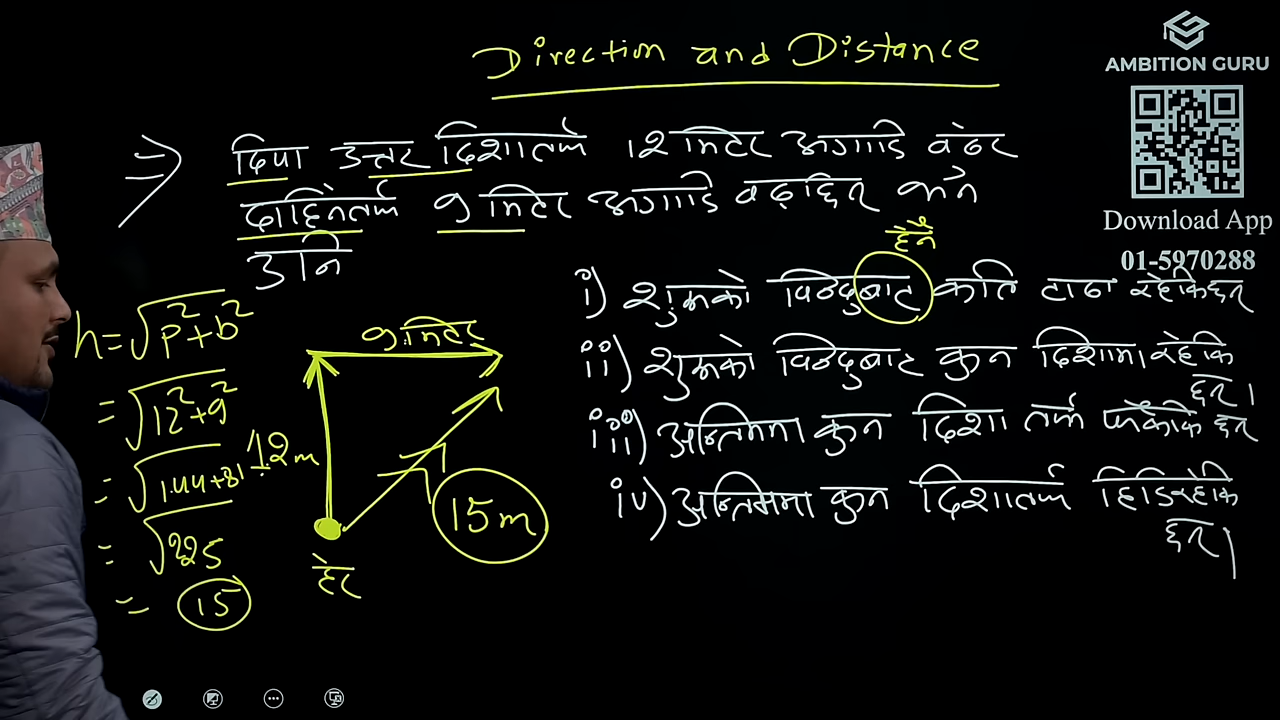 Direction and Distance
AMBITION GURU
Download App
01-5970288
=> दिपा उत्तर दिशातर्फ 12 मिटर अगाडि बढेर
दाहिनेतर्फ 9 मिटर अगाडि बढ्छिन् भने
उनि
हेर्ने
i) शुरूको विन्दुबाट कति टाढा रहेकि छन्
ii) शुरूको विन्दुबाट कुन दिशामा रहेकि
छन् ।
iii) अन्तिममा कुन दिशा तर्फ फर्केकि छन्
iv) अन्तिममा कुन दिशातर्फ हिडिरहेकि
छन् ।
h = √p²+b²
= √12²+9²
= √144+81
= √225
= 15
9 मिटर
12m
15m
हेर